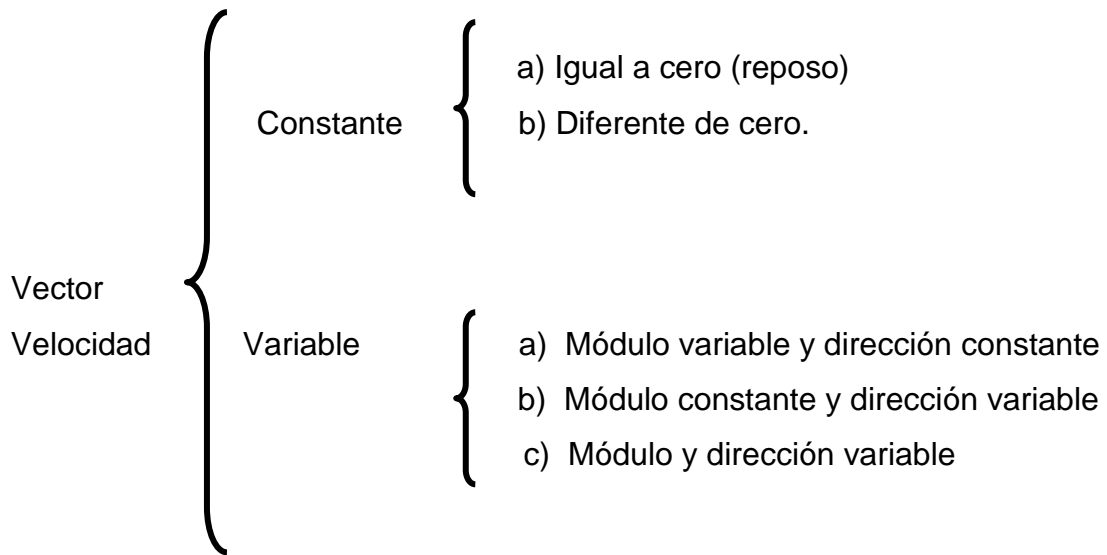 Vector
Velocidad
Constante
a) Igual a cero (reposo)
b) Diferente de cero.
Variable
a) Módulo variable y dirección constante
b) Módulo constante y dirección variable
c) Módulo y dirección variable